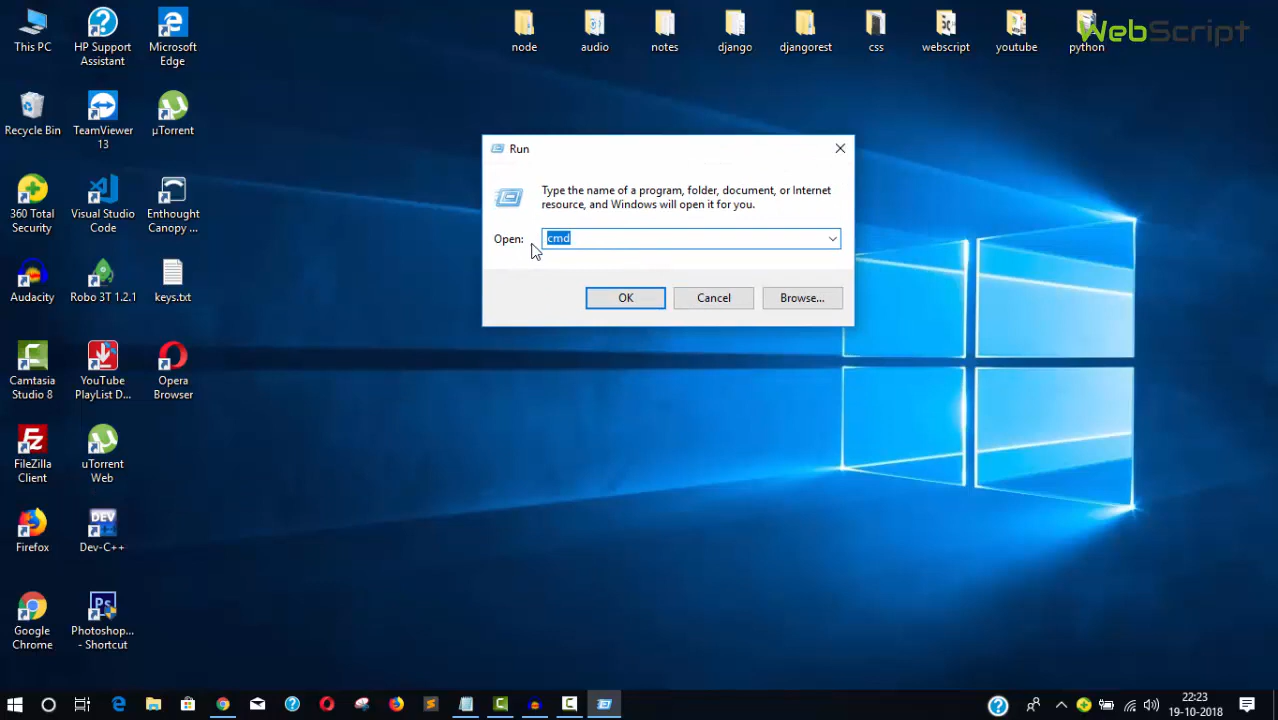 This PC
HP Support
Assistant
Microsoft
Edge
node
audio
notes
django
djangorest
css
webscript
youtube
python
WebScript
Recycle Bin
TeamViewer
13
µTorrent
360 Total
Security
Visual Studio
Code
Enthought
Canopy ...
Audacity
Robo 3T 1.2.1
keys.txt
Camtasia
Studio 8
YouTube
PlayList D...
Opera
Browser
FileZilla
Client
uTorrent
Web
Firefox
DEV
Dev-C++
Google
Chrome
Ps
Photoshop...
- Shortcut
Run
Type the name of a program, folder, document, or Internet
resource, and Windows will open it for you.
Open:
cmd
OK
Cancel
Browse...
22:23
19-10-2018